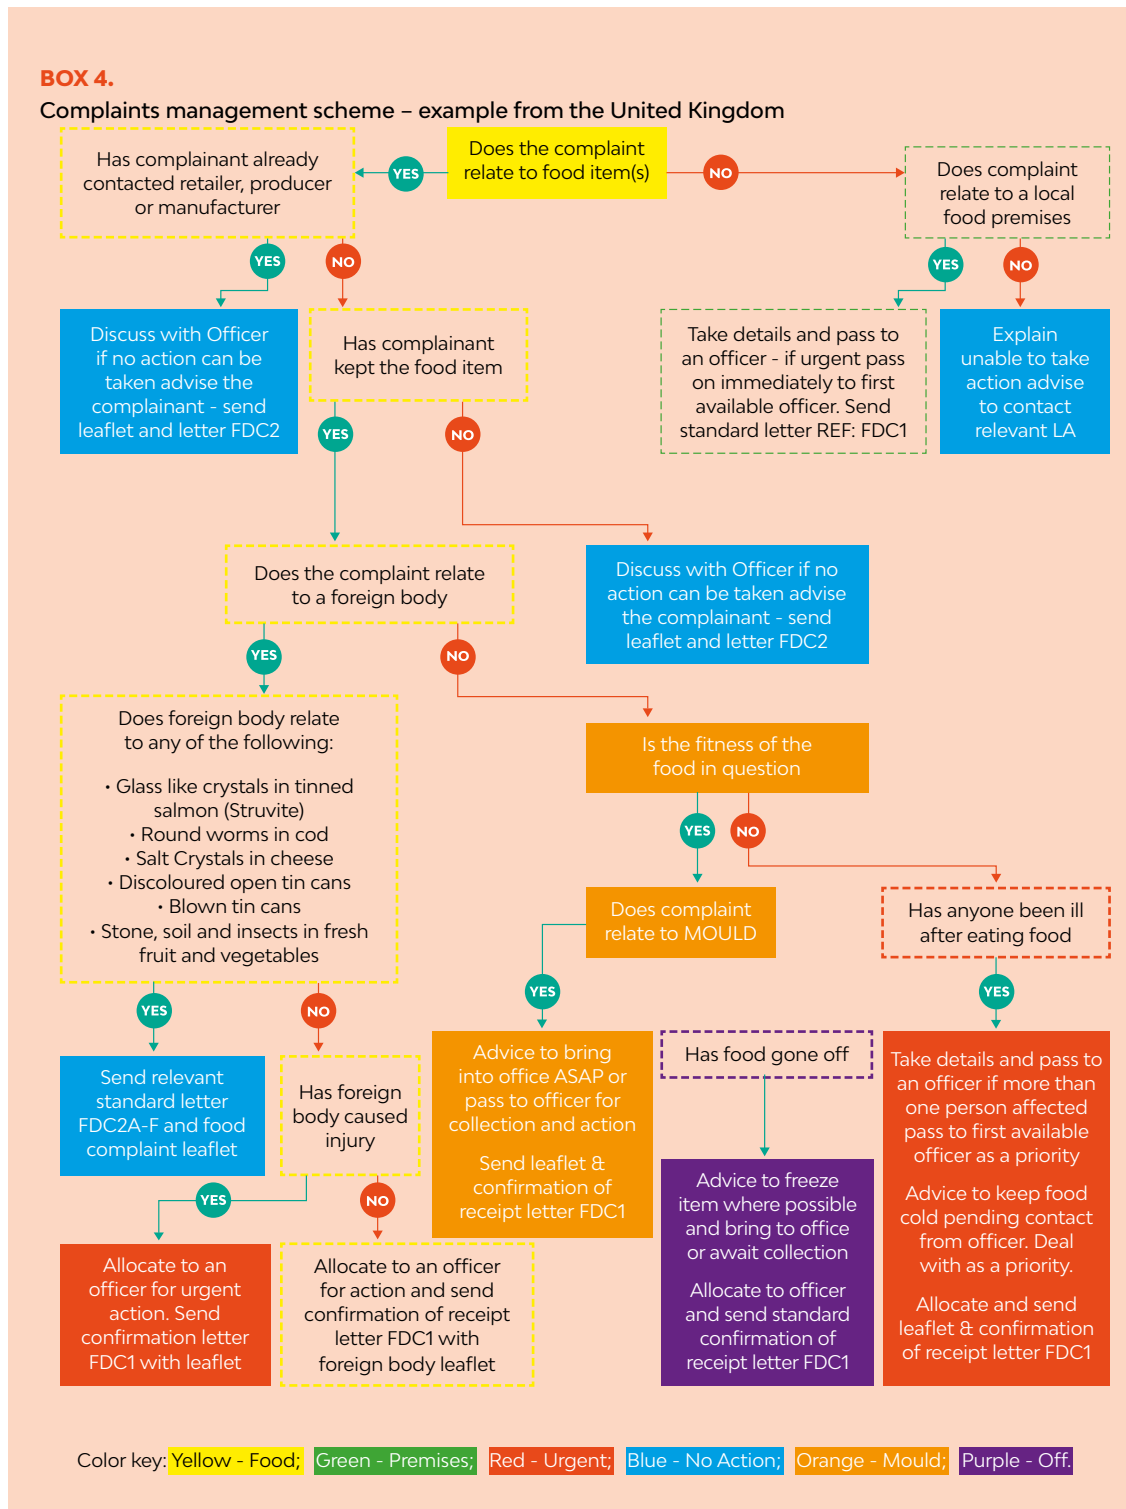 BOX 4.
Complaints management scheme – example from the United Kingdom
Does the complaint
relate to food item(s)
YES
NO
Has complainant already
contacted retailer, producer
or manufacturer
Does complaint
relate to a local
food premises
YES
NO
YES
NO
Discuss with Officer
if no action can be
taken advise the
complainant - send
leaflet and letter FDC2
Has complainant
kept the food item
Take details and pass to
an officer - if urgent pass
on immediately to first
available officer. Send
standard letter REF: FDC1
Explain
unable to take
action advise
to contact
relevant LA
YES
NO
Does the complaint relate
to a foreign body
Discuss with Officer if no
action can be taken advise
the complainant - send
leaflet and letter FDC2
YES
NO
Does foreign body relate
to any of the following:
• Glass like crystals in tinned
salmon (Struvite)
• Round worms in cod
• Salt Crystals in cheese
• Discoloured open tin cans
• Blown tin cans
• Stone, soil and insects in fresh
fruit and vegetables
Is the fitness of the
food in question
YES
NO
Does complaint
relate to MOULD
Has anyone been ill
after eating food
YES
NO
YES
YES
Send relevant
standard letter
FDC2A-F and food
complaint leaflet
Has foreign
body caused
injury
Advice to bring
into office ASAP or
pass to officer for
collection and action
Send leaflet &
confirmation of
receipt letter FDC1
Has food gone off
Take details and pass to
an officer if more than
one person affected
pass to first available
officer as a priority
Advice to keep food
cold pending contact
from officer. Deal
with as a priority.
Allocate and send
leaflet & confirmation
of receipt letter FDC1
YES
NO
Advice to freeze
item where possible
and bring to office
or await collection
Allocate to officer
and send standard
confirmation of
receipt letter FDC1
Allocate to an
officer for urgent
action. Send
confirmation letter
FDC1 with leaflet
Allocate to an officer
for action and send
confirmation of receipt
letter FDC1 with
foreign body leaflet
Color key: Yellow - Food; Green - Premises; Red - Urgent; Blue - No Action; Orange - Mould; Purple - Off.